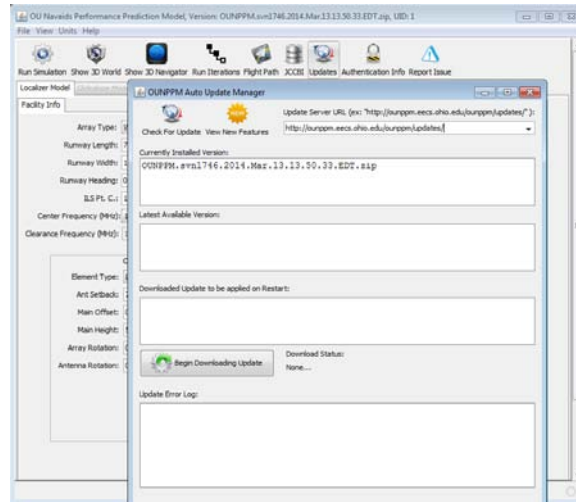 OU Navaids Performance Prediction Model, Version: OUNPPM.svn1746.2014.Mar.13.13.50.33.EDT.zip, UID: 1
File View Units Help
Run Simulation Show 3D World Show 3D Navigator Run Iterations Flight Path JCCBI Updates Authentication Info Report Issue
Localizer Model
Facility Info
OUNPPM Auto Update Manager
Check For Update View New Features
Update Server URL (ex: "http://ounppm.eecs.ohio.edu/ounppm/updates/" ):
http://ounppm.eecs.ohio.edu/ounppm/updates/
Currently Installed Version:
OUNPPM.svn1746.2014.Mar.13.13.50.33.EDT.zip
Latest Available Version:
Downloaded Update to be applied on Restart:
Begin Downloading Update
Download Status:
None...
Update Error Log:
Array Type:
Runway Length:
Runway Width:
Runway Heading:
ILS Pt. C.:
Center Frequency (MHz):
Clearance Frequency (MHz):
Element Type:
Ant Setback:
Main Offset:
Main Height:
Array Rotation:
Antenna Rotation: